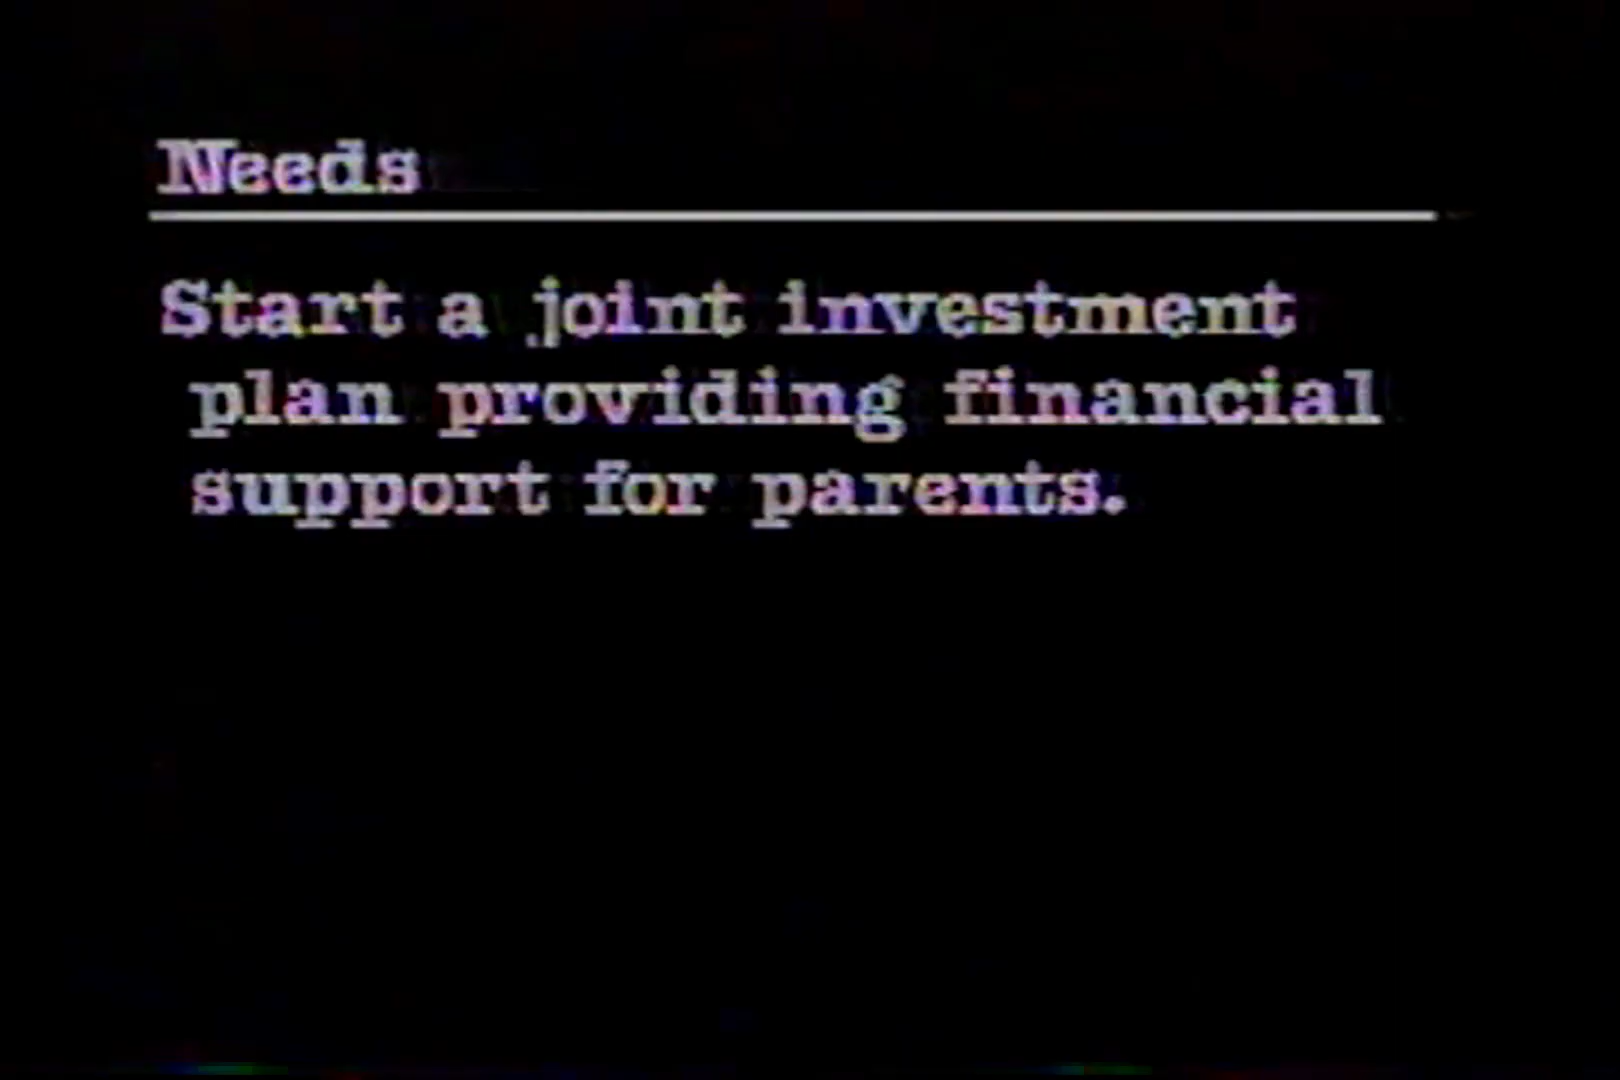 Needs
Start a joint investment
plan providing financial
support for parents.